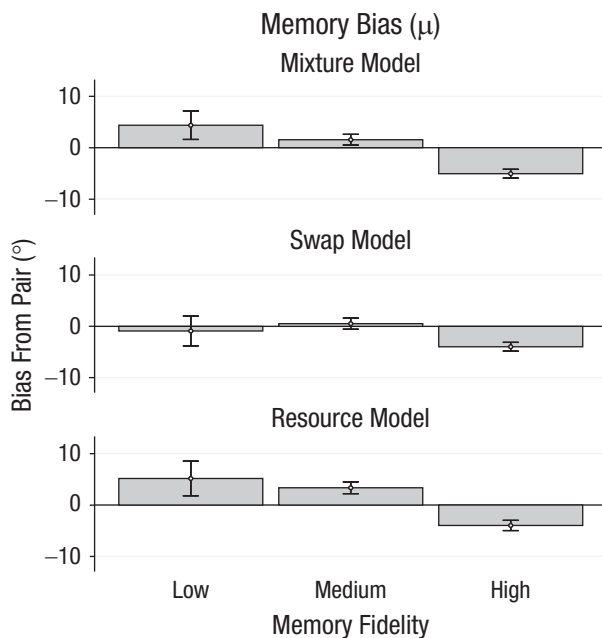 Memory Bias (μ)
Mixture Model
10
0
−10
Swap Model
10
0
−10
Bias From Pair (°)
Resource Model
10
0
−10
Low Medium High
Memory Fidelity